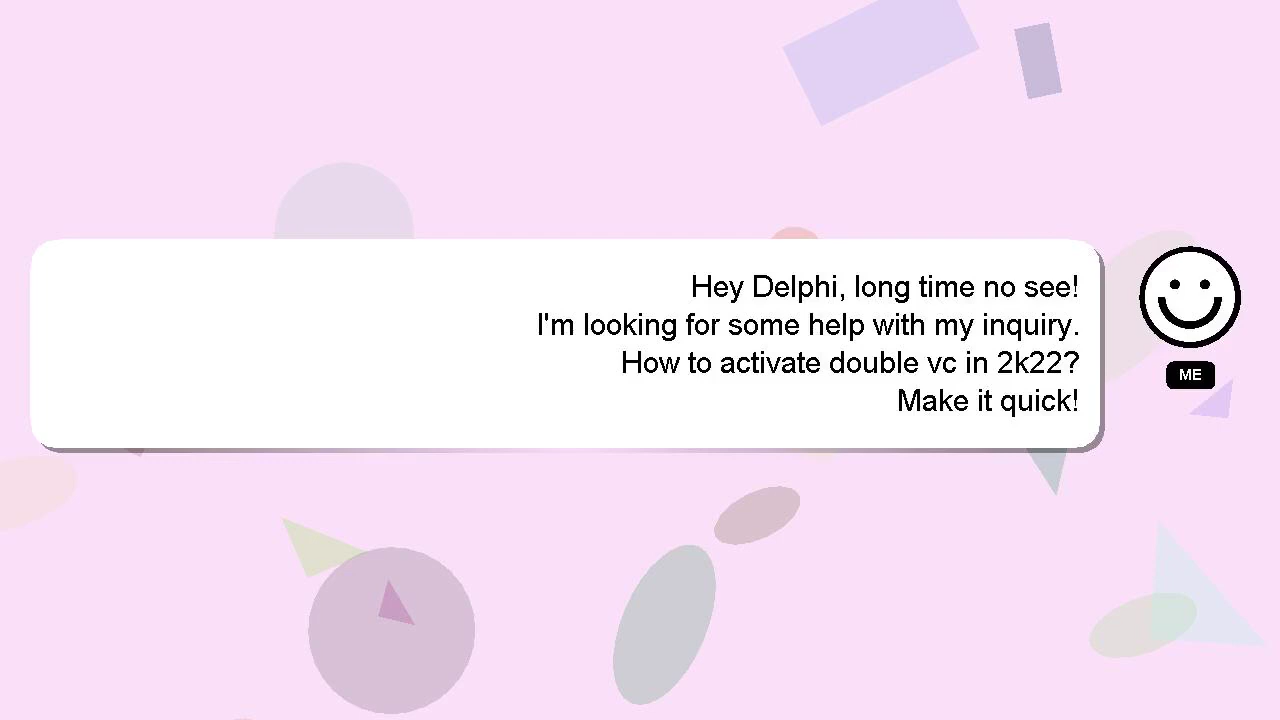 Hey Delphi, long time no see!
I'm looking for some help with my inquiry.
How to activate double vc in 2k22?
Make it quick!
ME